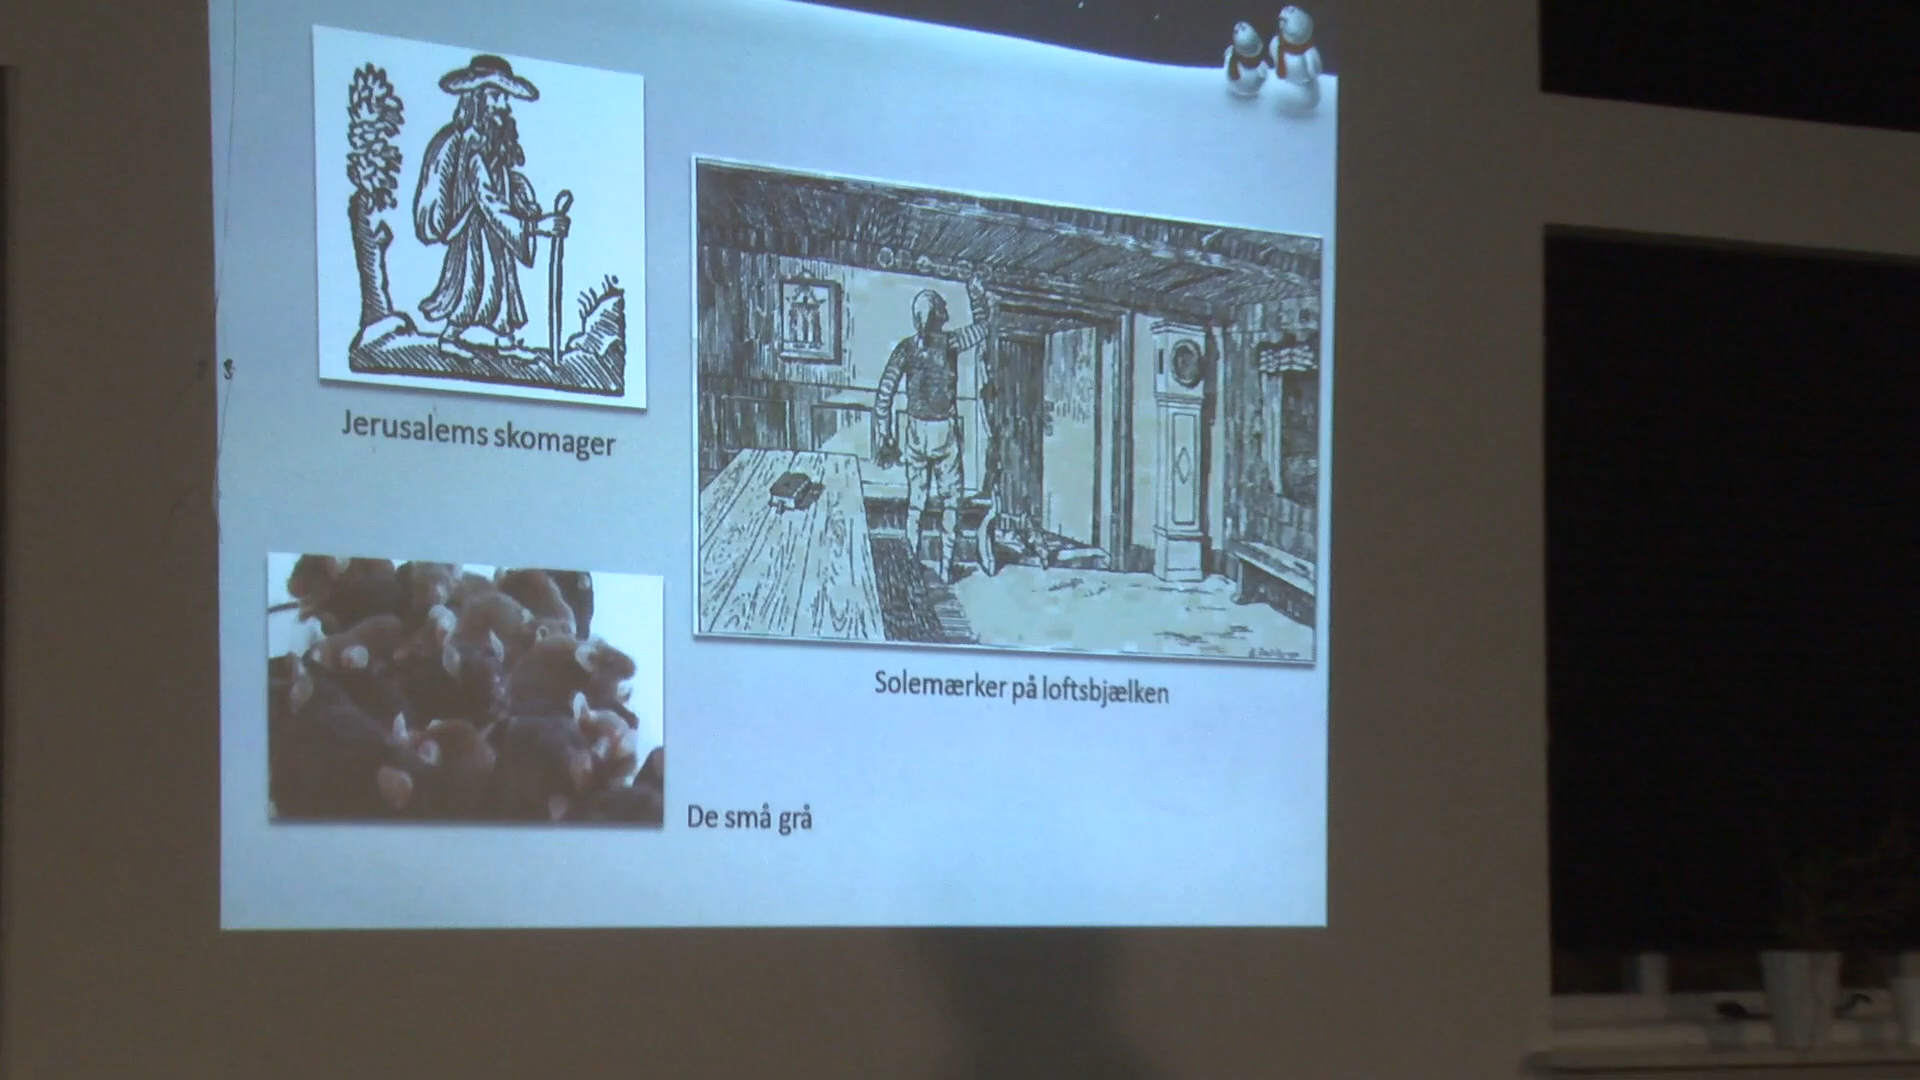 Jerusalems skomager
Solemærker på loftsbjælken
De små grå